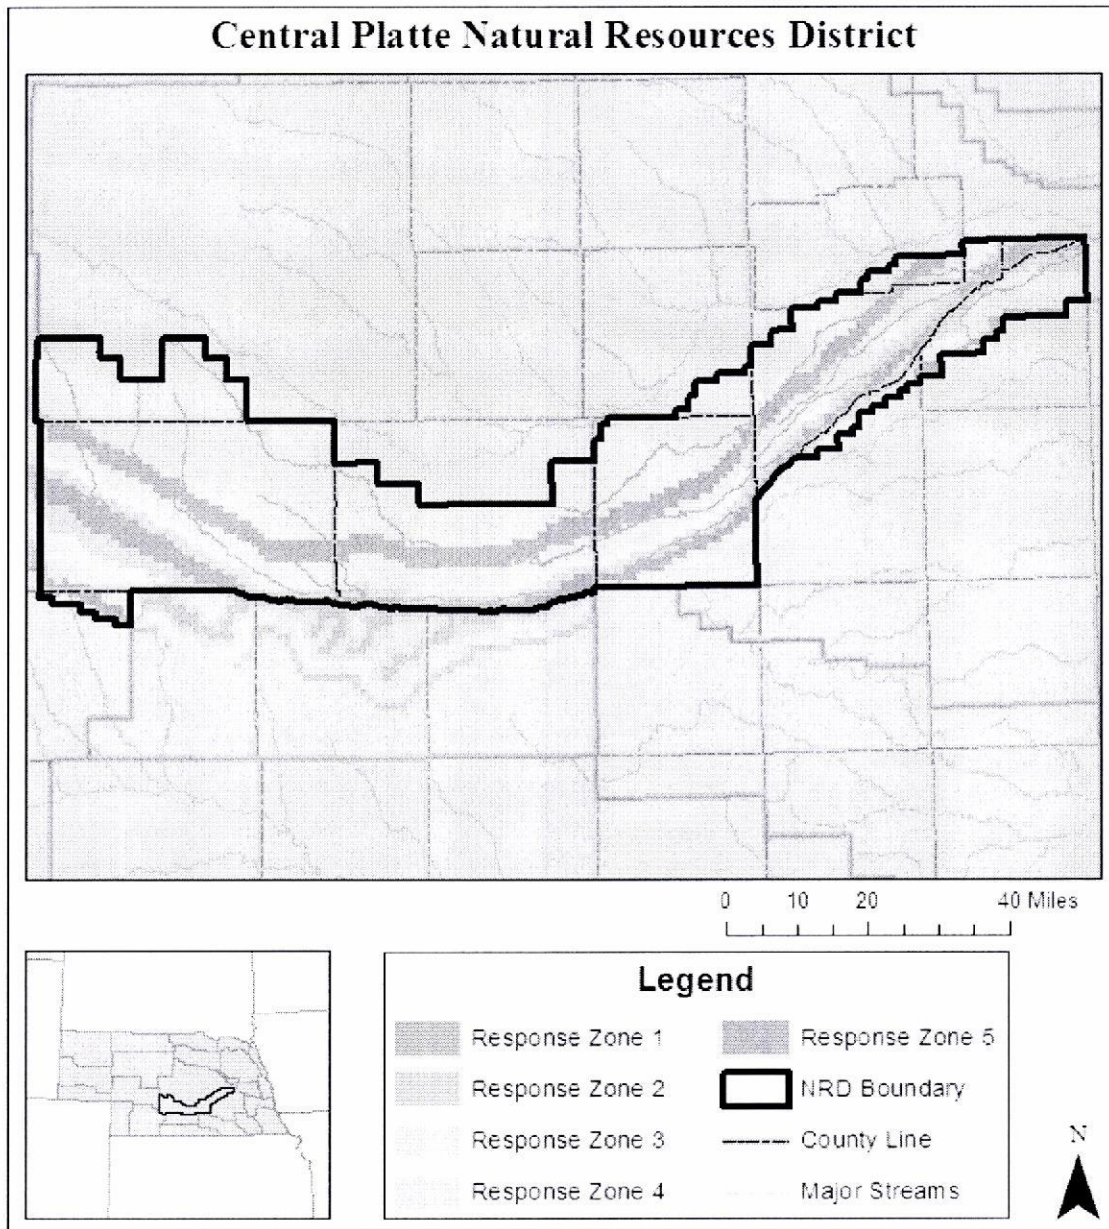 Central Platte Natural Resources District
0 10 20 40 Miles
Legend
Response Zone 1
Response Zone 2
Response Zone 3
Response Zone 4
Response Zone 5
NRD Boundary
County Line
Major Streams
N